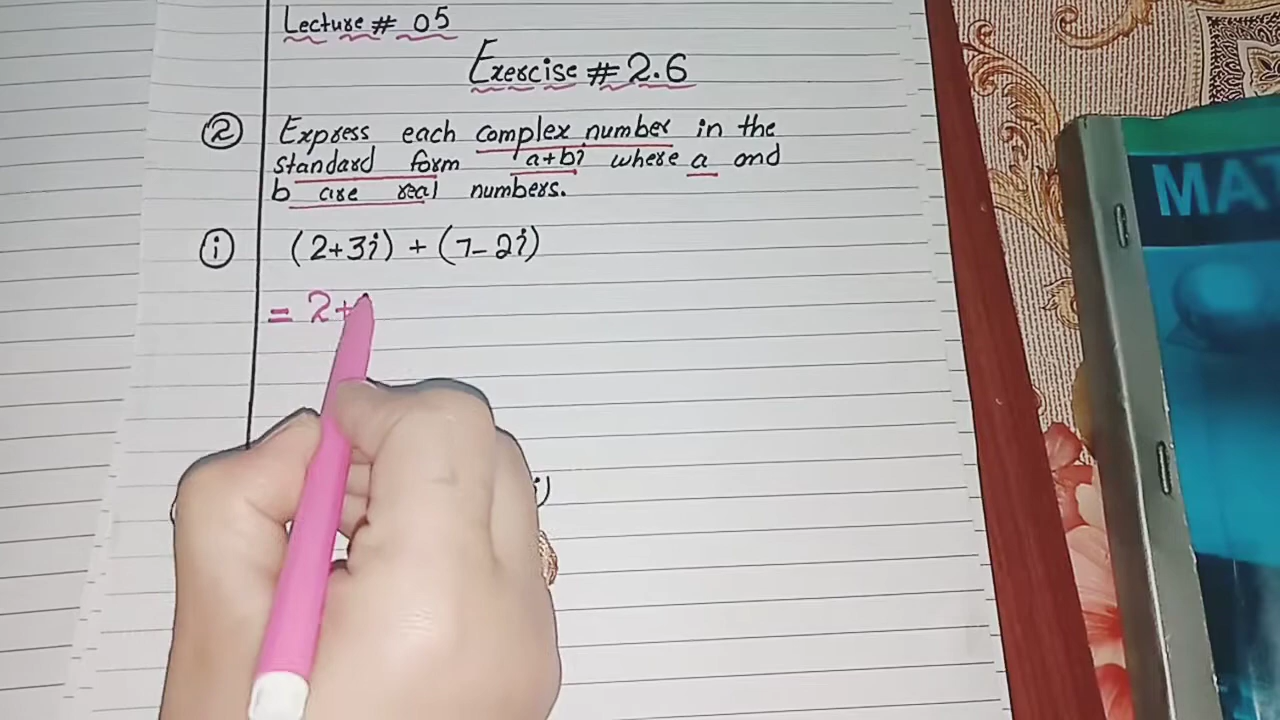 Lecture # 05
Exercise # 2.6
② Express each complex number in the
standard form a+bi where a and
b are real numbers.
ⓘ (2+3i) + (7-2i)
= 2+
i)
MAT